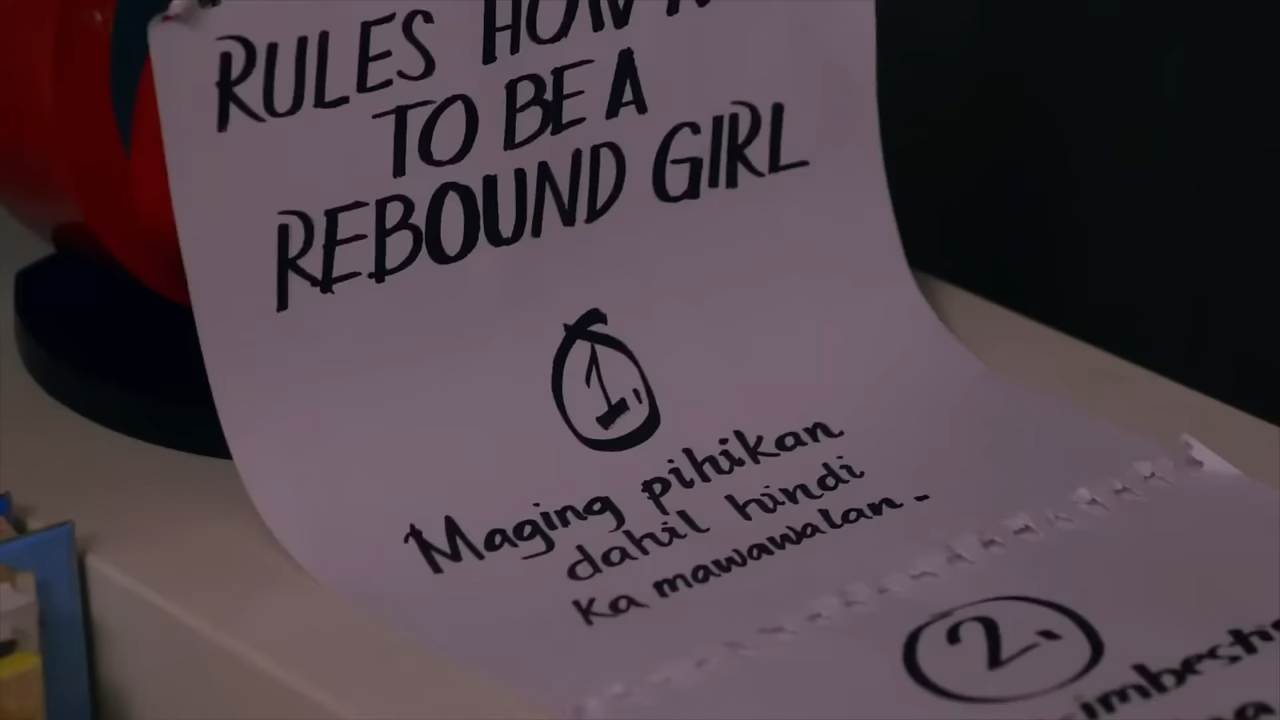 RULES HOW
TO BE A
REBOUND GIRL
1.
Maging pihikan
dahil hindi
ka mawawalan.
2.